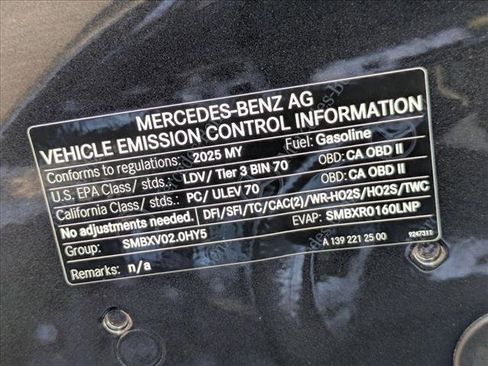 MERCEDES-BENZ AG
VEHICLE EMISSION CONTROL INFORMATION
Conforms to regulations: 2025 MY Fuel: Gasoline
U.S. EPA Class/ stds.: LDV/ Tier 3 BIN 70 OBD: CA OBD II
California Class/ stds.: PC/ ULEV 70 OBD: CA OBD II
No adjustments needed. DFI/SFI/TC/CAC(2)/WR-HO2S/HO2S/TWC
Group: SMBXV02.0HY5 EVAP: SMBXR0160LNP
Remarks: n/a A 139 221 25 00